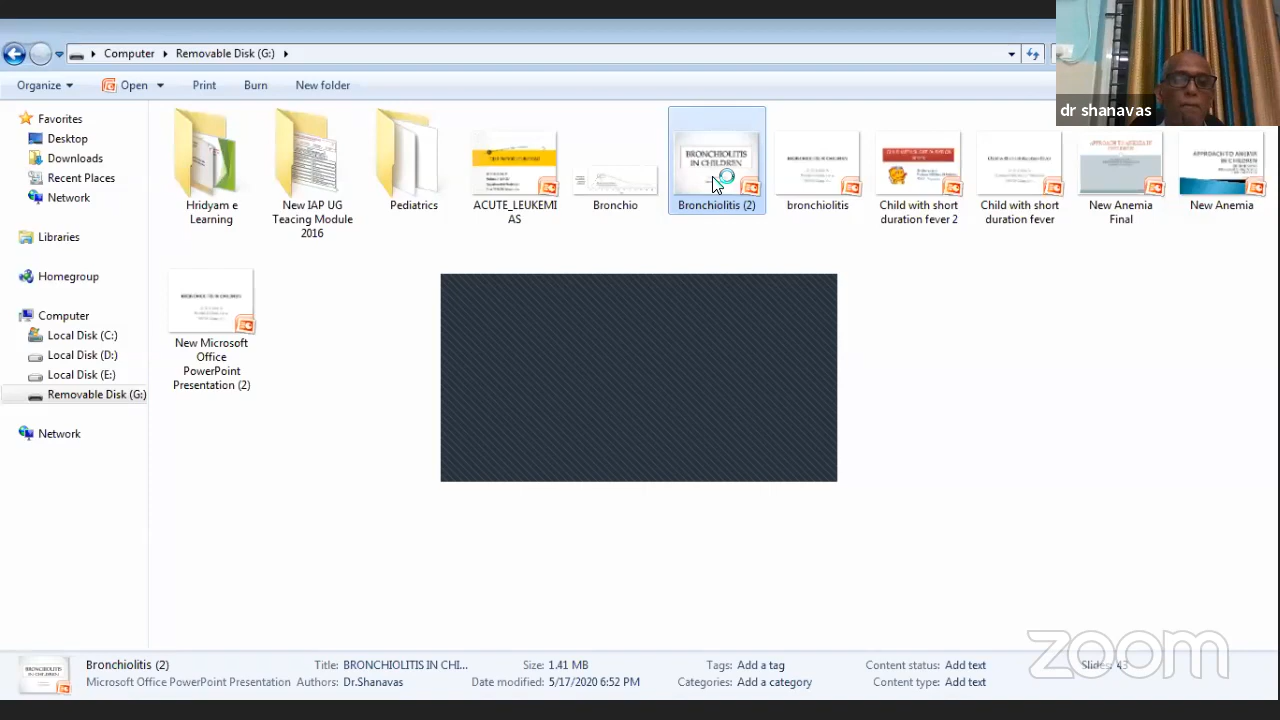 Computer
Removable Disk (G:)
dr shanavas
Organize
Open
Print
Burn
New folder
Favorites
Desktop
Downloads
Recent Places
Network
Libraries
Homegroup
Computer
Local Disk (C:)
Local Disk (D:)
Local Disk (E:)
Removable Disk (G:)
Network
Hridyam e
Learning
New IAP UG
Teacing Module
2016
Pediatrics
ACUTE_LEUKEMI
AS
Bronchio
BRONCHIOLITIS
IN CHILDREN
Bronchiolitis (2)
bronchiolitis
Child with short
duration fever 2
Child with short
duration fever
New Anemia
Final
New Anemia
New Microsoft
Office
PowerPoint
Presentation (2)
Bronchiolitis (2)
Microsoft Office PowerPoint Presentation
Title: BRONCHIOLITIS IN CHI...
Authors: Dr.Shanavas
Size: 1.41 MB
Date modified: 5/17/2020 6:52 PM
Tags: Add a tag
Categories: Add a category
Content status: Add text
Content type: Add text
Slides: 43
zoom